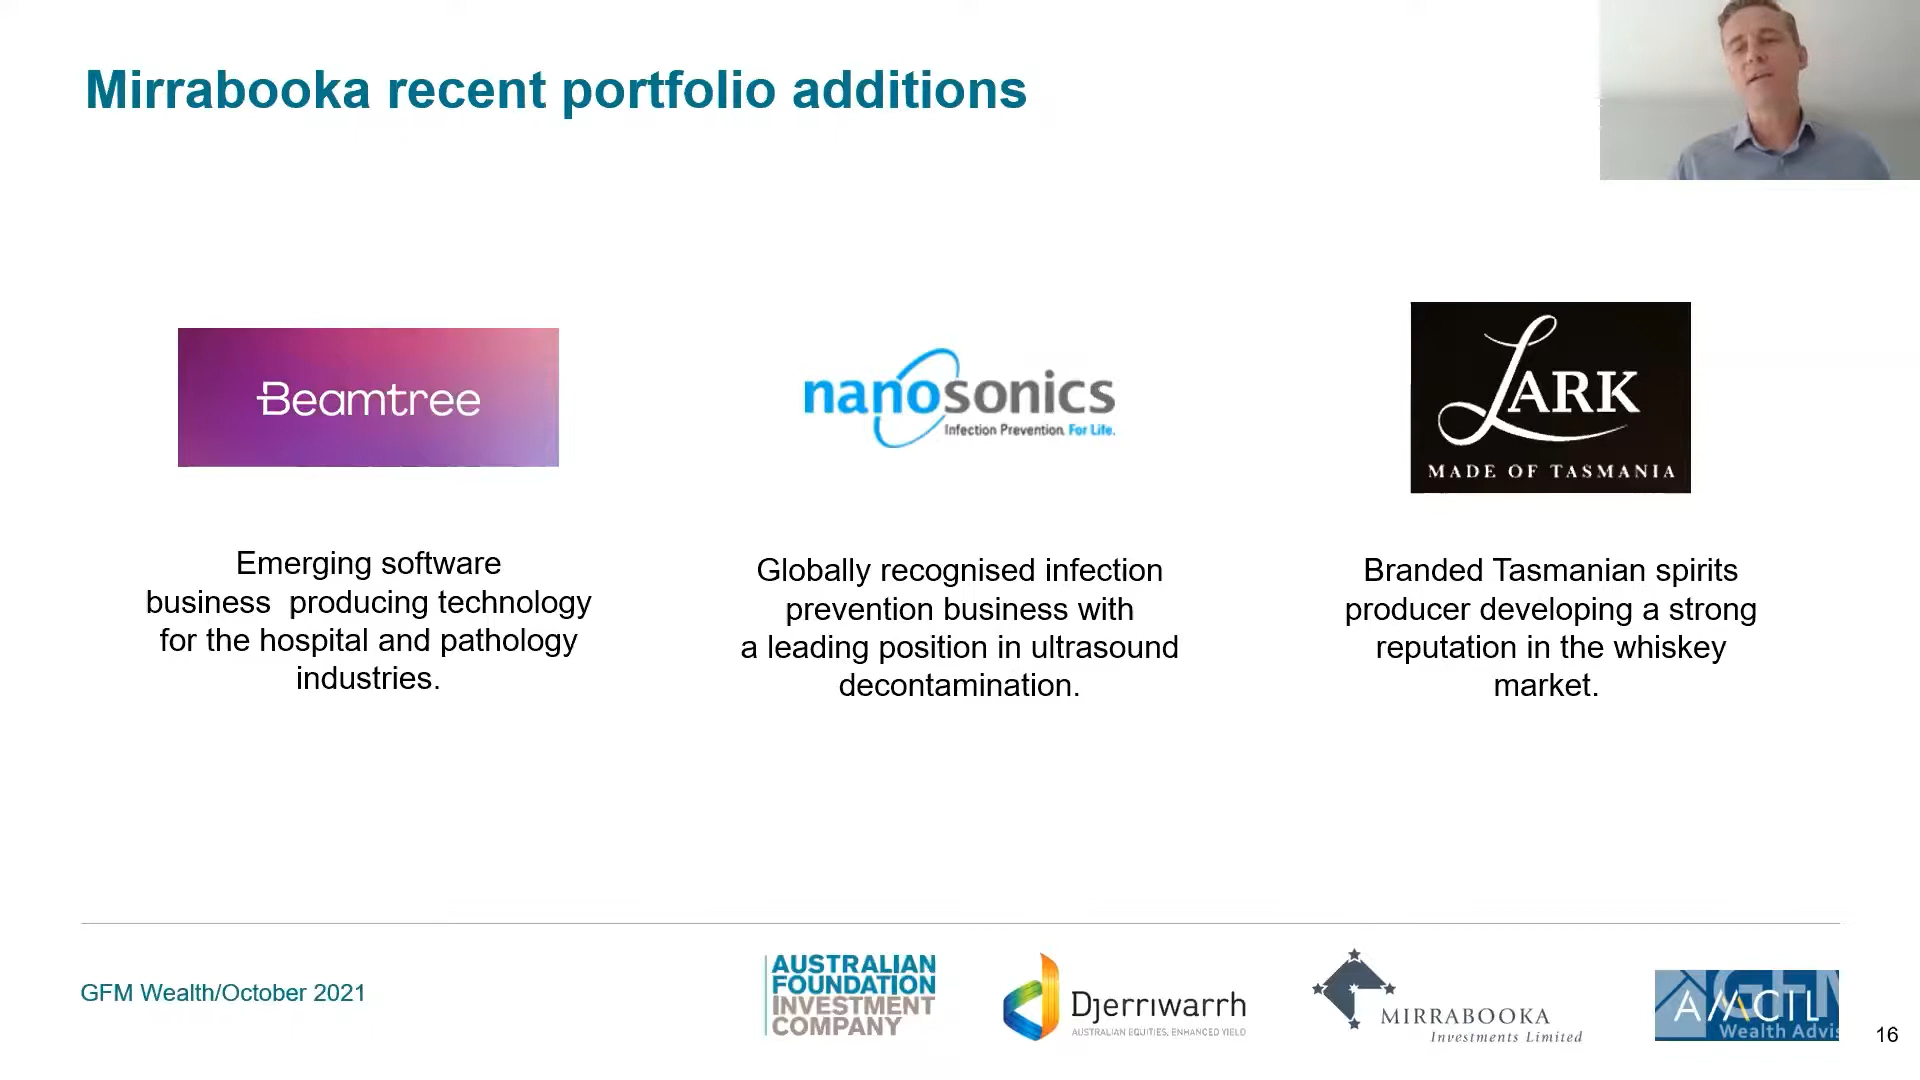 Mirrabooka recent portfolio additions
Beamtree
nanosonics
Infection Prevention. For Life.
LARK
MADE OF TASMANIA
Emerging software
business producing technology
for the hospital and pathology
industries.
Globally recognised infection
prevention business with
a leading position in ultrasound
decontamination.
Branded Tasmanian spirits
producer developing a strong
reputation in the whiskey
market.
GFM Wealth/October 2021
AUSTRALIAN
FOUNDATION
INVESTMENT
COMPANY
Djerriwarrh
AUSTRALIAN EQUITIES, ENHANCED YIELD
MIRRABOOKA
Investments Limited
AMCIL
GFM
Wealth Advis
16